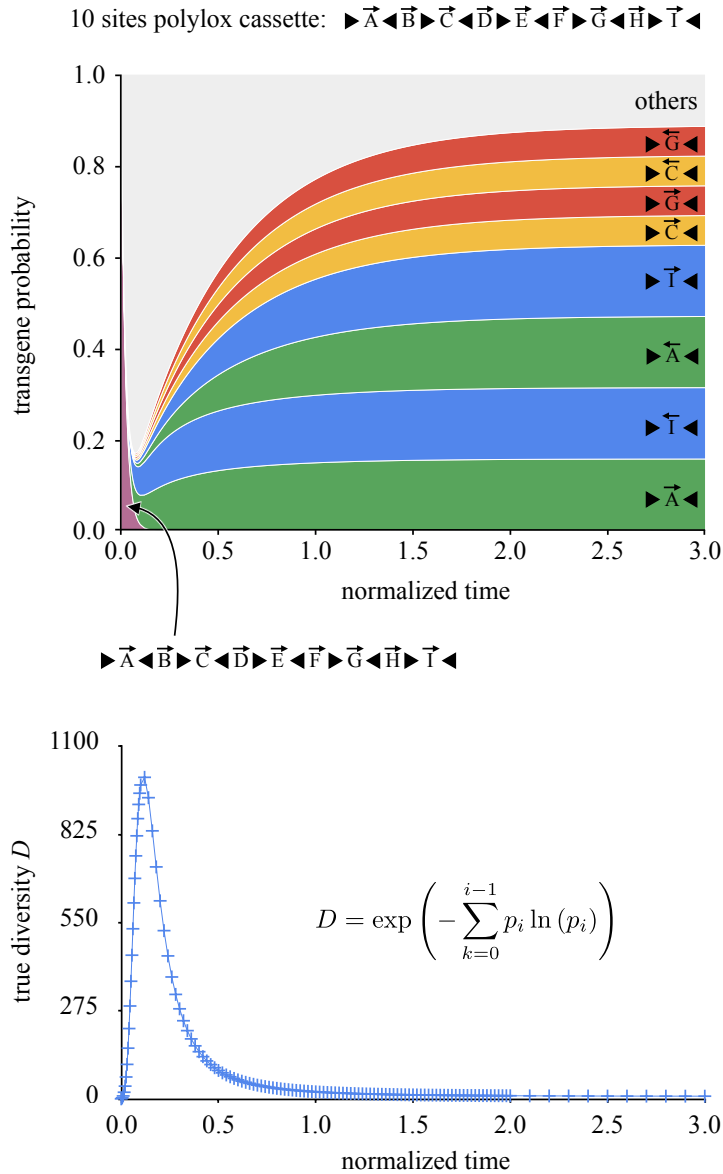 10 sites polylox cassette: ▶A⃗◀B⃗▶C⃗◀D⃗▶E⃗◀F⃗▶G⃗◀H⃗▶I⃗◀
transgene probability
1.0
0.8
0.6
0.4
0.2
0.0
others
▶G⃖◀
▶C⃖◀
▶G⃗◀
▶C⃗◀
▶I⃗◀
▶A⃖◀
▶I⃖◀
▶A⃗◀
0.0 0.5 1.0 1.5 2.0 2.5 3.0
normalized time
▶A⃗◀B⃗▶C⃗◀D⃗▶E⃗◀F⃗▶G⃗◀H⃗▶I⃗◀
true diversity D
1100
825
550
275
0
D = exp(−∑_{k=0}^{i−1} p_i ln (p_i))
0.0 0.5 1.0 1.5 2.0 2.5 3.0
normalized time